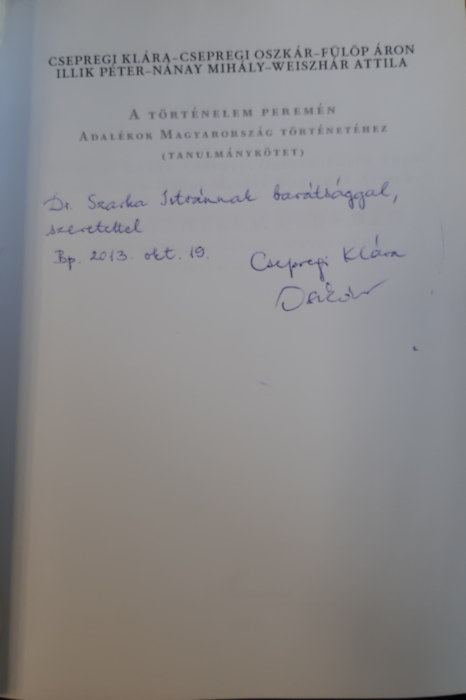 CSEPREGI KLÁRA–CSEPREGI OSZKÁR–FÜLÖP ÁRON
ILLIK PÉTER–NÁNAY MIHÁLY–WEISZHÁR ATTILA
A TÖRTÉNELEM PEREMÉN
ADALÉKOK MAGYARORSZÁG TÖRTÉNETÉHEZ
(TANULMÁNYKÖTET)
Dr. Szarka Istvánnak barátsággal,
szeretettel
Bp. 2013. okt. 19.
Csepregi Klára